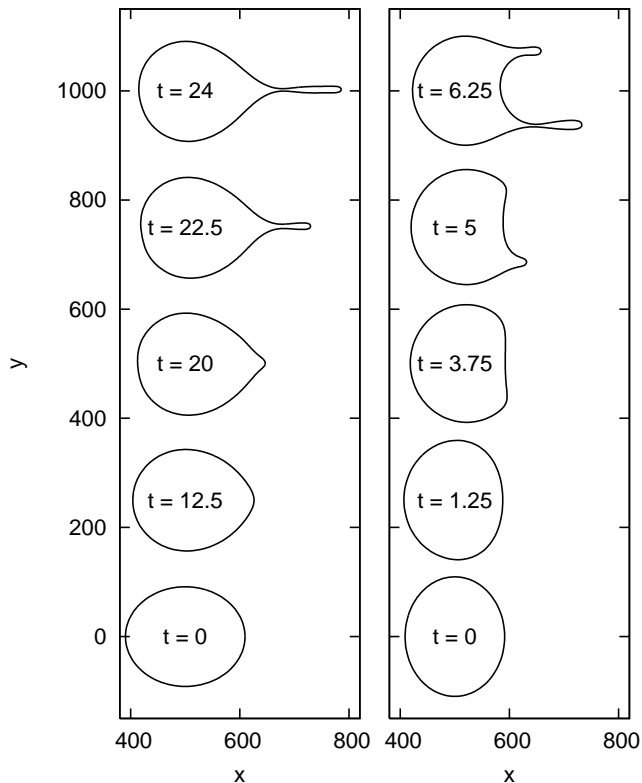 1000
800
600
400
200
0
y
t = 24
t = 22.5
t = 20
t = 12.5
t = 0
400 600 800
x
t = 6.25
t = 5
t = 3.75
t = 1.25
t = 0
400 600 800
x